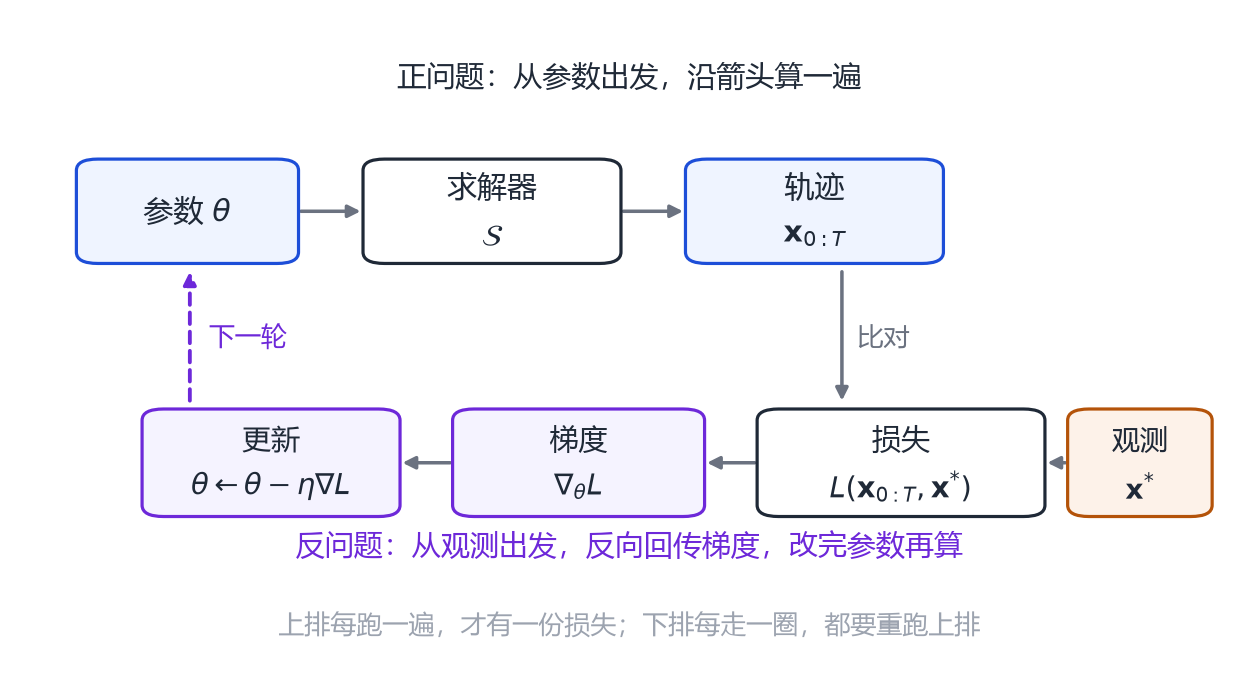 正问题：从参数出发，沿箭头算一遍
参数 θ
求解器
𝒮
轨迹
x₀:T
下一轮
比对
更新
θ ← θ − η∇L
梯度
∇θL
损失
L(x₀:T, x*)
观测
x*
反问题：从观测出发，反向回传梯度，改完参数再算
上排每跑一遍，才有一份损失；下排每走一圈，都要重跑上排